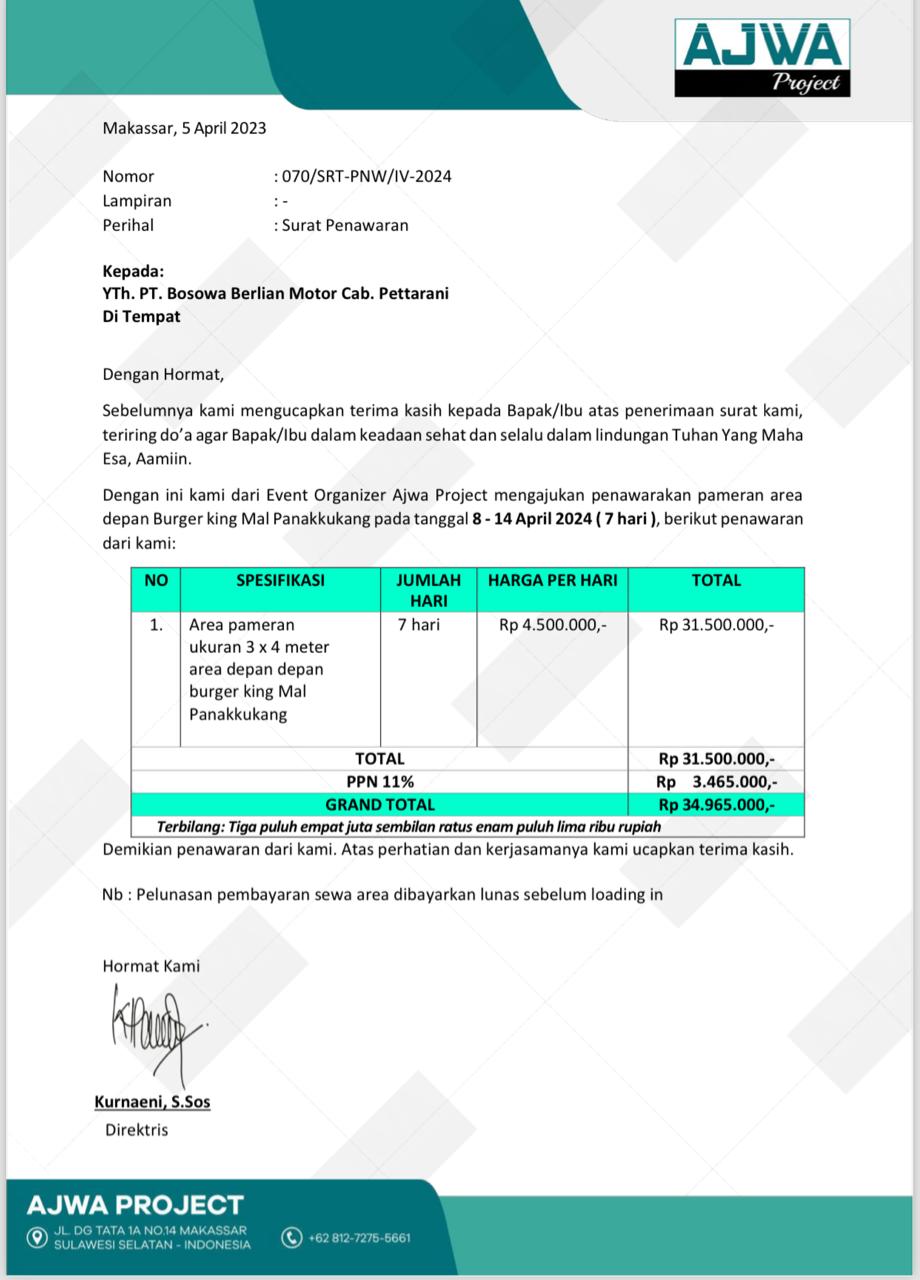 AJWA
Project
Makassar, 5 April 2023
Nomor : 070/SRT-PNW/IV-2024
Lampiran : -
Perihal : Surat Penawaran
Kepada:
YTh. PT. Bosowa Berlian Motor Cab. Pettarani
Di Tempat
Dengan Hormat,
Sebelumnya kami mengucapkan terima kasih kepada Bapak/Ibu atas penerimaan surat kami,
teriring do’a agar Bapak/Ibu dalam keadaan sehat dan selalu dalam lindungan Tuhan Yang Maha
Esa, Aamiin.
Dengan ini kami dari Event Organizer Ajwa Project mengajukan penawarakan pameran area
depan Burger king Mal Panakkukang pada tanggal 8 - 14 April 2024 ( 7 hari ), berikut penawaran
dari kami:
NO SPESIFIKASI JUMLAH HARI HARGA PER HARI TOTAL
1. Area pameran 7 hari Rp 4.500.000,- Rp 31.500.000,-
ukuran 3 x 4 meter
area depan depan
burger king Mal
Panakkukang
TOTAL Rp 31.500.000,-
PPN 11% Rp 3.465.000,-
GRAND TOTAL Rp 34.965.000,-
Terbilang: Tiga puluh empat juta sembilan ratus enam puluh lima ribu rupiah
Demikian penawaran dari kami. Atas perhatian dan kerjasamanya kami ucapkan terima kasih.
Nb : Pelunasan pembayaran sewa area dibayarkan lunas sebelum loading in
Hormat Kami
Kurnaeni, S.Sos
Direktris
AJWA PROJECT
JL. DG TATA 1A NO.14 MAKASSAR
SULAWESI SELATAN - INDONESIA
+62 812-7275-5661